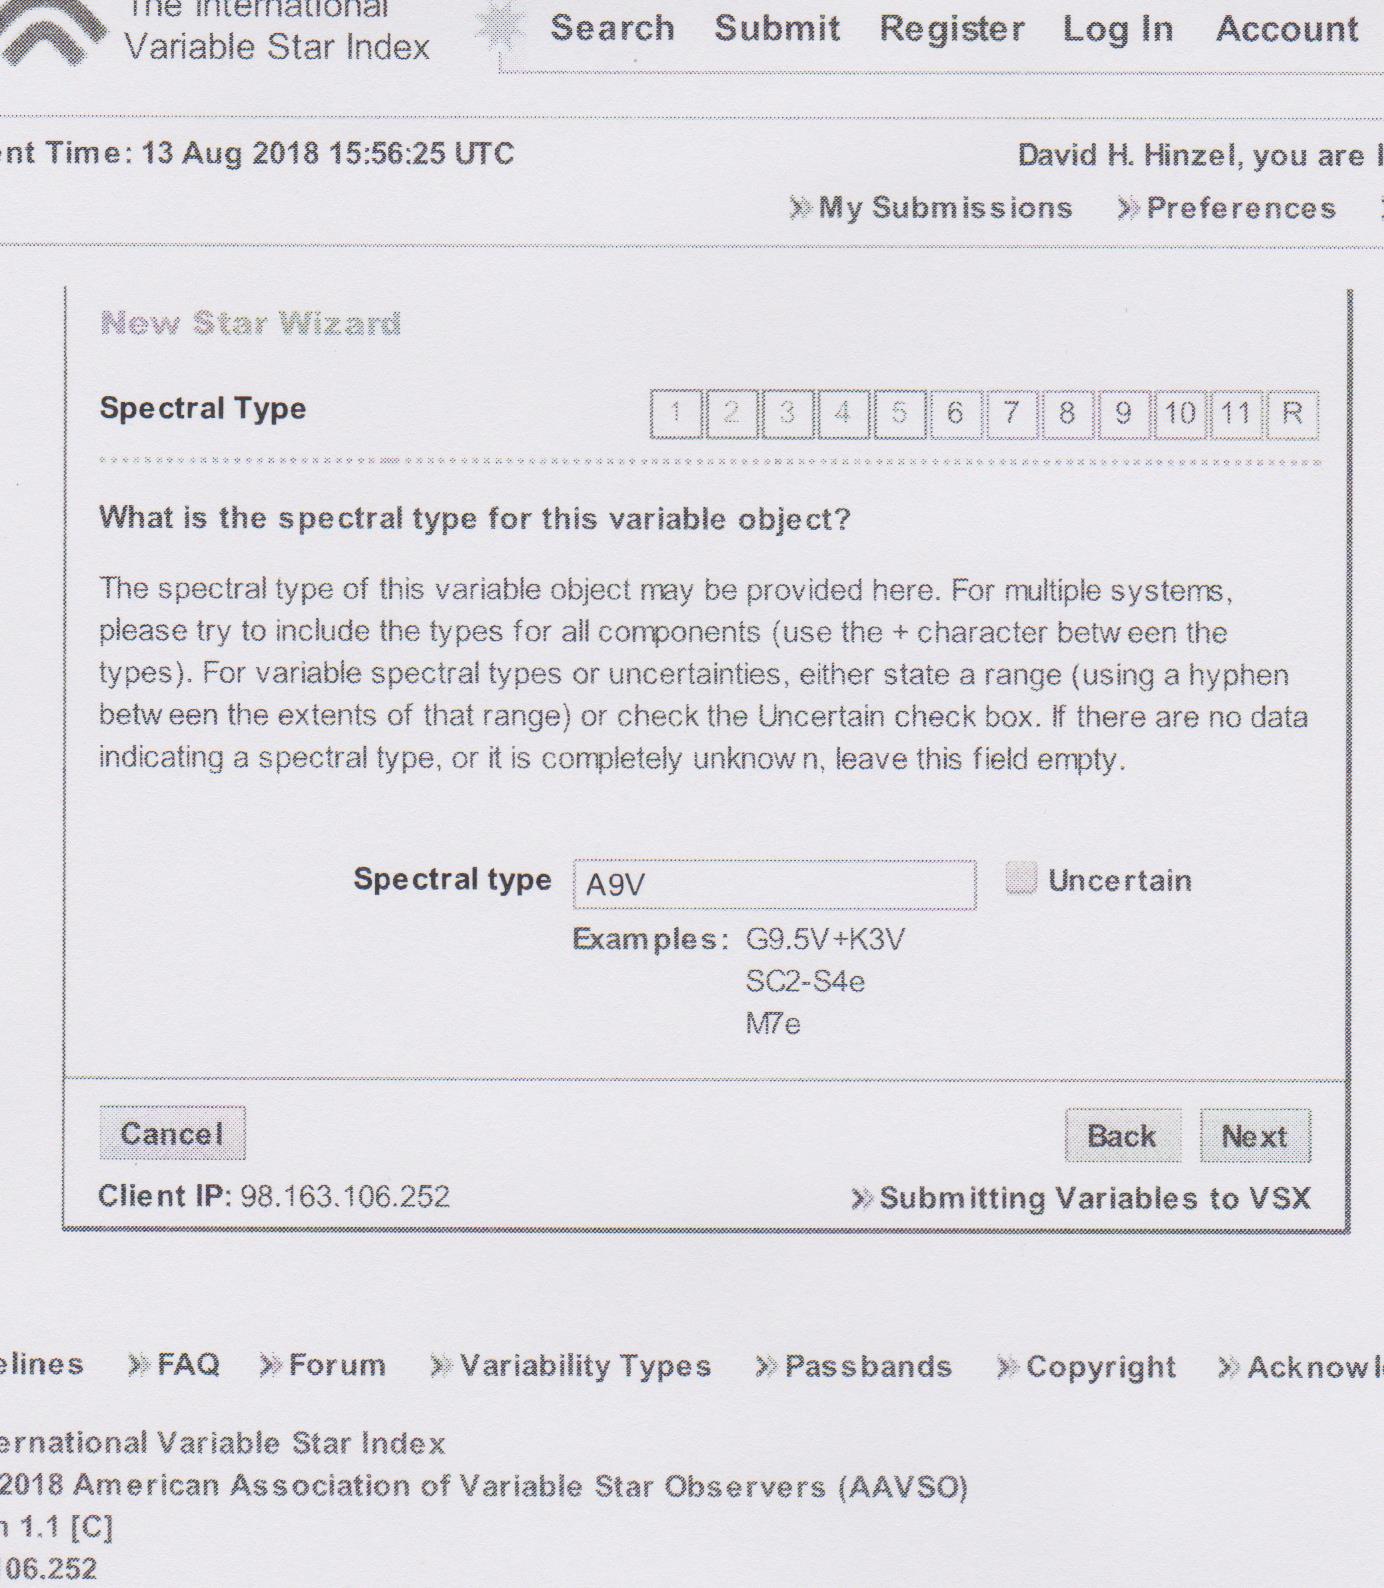 The International
Variable Star Index
Search Submit Register Log In Account
ent Time: 13 Aug 2018 15:56:25 UTC
David H. Hinzel, you are l
» My Submissions » Preferences
New Star Wizard
Spectral Type
1 2 3 4 5 6 7 8 9 10 11 R
What is the spectral type for this variable object?
The spectral type of this variable object may be provided here. For multiple systems,
please try to include the types for all components (use the + character between the
types). For variable spectral types or uncertainties, either state a range (using a hyphen
between the extents of that range) or check the Uncertain check box. If there are no data
indicating a spectral type, or it is completely unknown, leave this field empty.
Spectral type A9V Uncertain
Examples: G9.5V+K3V
SC2-S4e
M7e
Cancel Back Next
Client IP: 98.163.106.252 » Submitting Variables to VSX
elines » FAQ » Forum » Variability Types » Passbands » Copyright » Acknowl
ernational Variable Star Index
2018 American Association of Variable Star Observers (AAVSO)
n 1.1 [C]
06.252